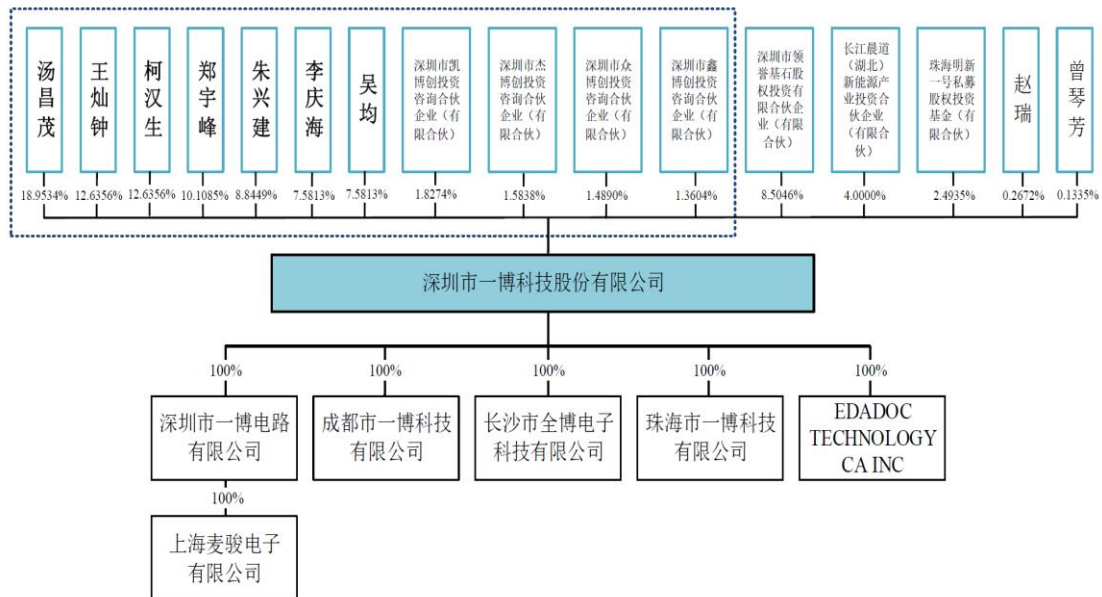 汤昌茂
王灿钟
柯汉生
郑宇峰
朱兴建
李庆海
吴均
深圳市凯
博创投资
咨询合伙
企业（有
限合伙）
深圳市杰
博创投资
咨询合伙
企业（有
限合伙）
深圳市众
博创投资
咨询合伙
企业（有
限合伙）
深圳市鑫
博创投资
咨询合伙
企业（有
限合伙）
深圳市领
誉基石股
权投资有
限合伙企
业（有限
合伙）
长江晨道
（湖北）
新能源产
业投资合
伙企业
（有限合
伙）
珠海明新
一号私募
股权投资
基金（有
限合伙）
赵瑞
曾琴芳
18.9534%
12.6356%
12.6356%
10.1085%
8.8449%
7.5813%
7.5813%
1.8274%
1.5838%
1.4890%
1.3604%
8.5046%
4.0000%
2.4935%
0.2672%
0.1335%
深圳市一博科技股份有限公司
100%
100%
100%
100%
100%
深圳市一博电路
有限公司
成都市一博科技
有限公司
长沙市全博电子
科技有限公司
珠海市一博科技
有限公司
EDADOC
TECHNOLOGY
CA INC
100%
上海麦骏电子
有限公司